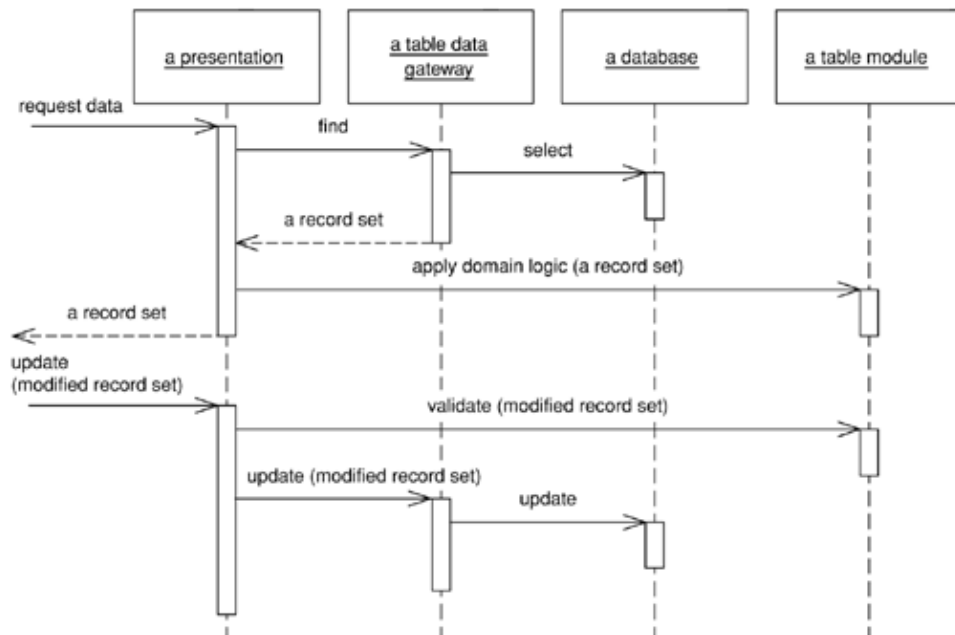 a presentation
a table data
gateway
a database
a table module
request data
find
select
a record set
apply domain logic (a record set)
a record set
update
(modified record set)
validate (modified record set)
update (modified record set)
update